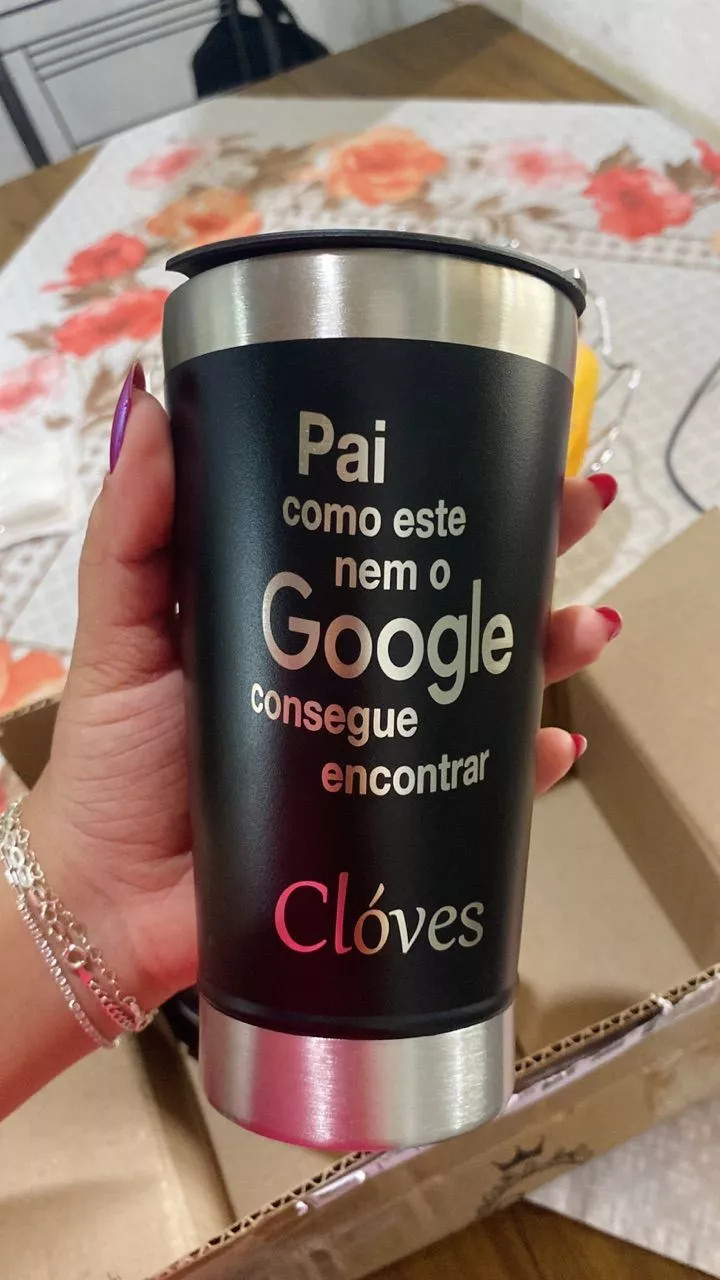 Pai
como este
nem o
Google
consegue
encontrar
Clóves